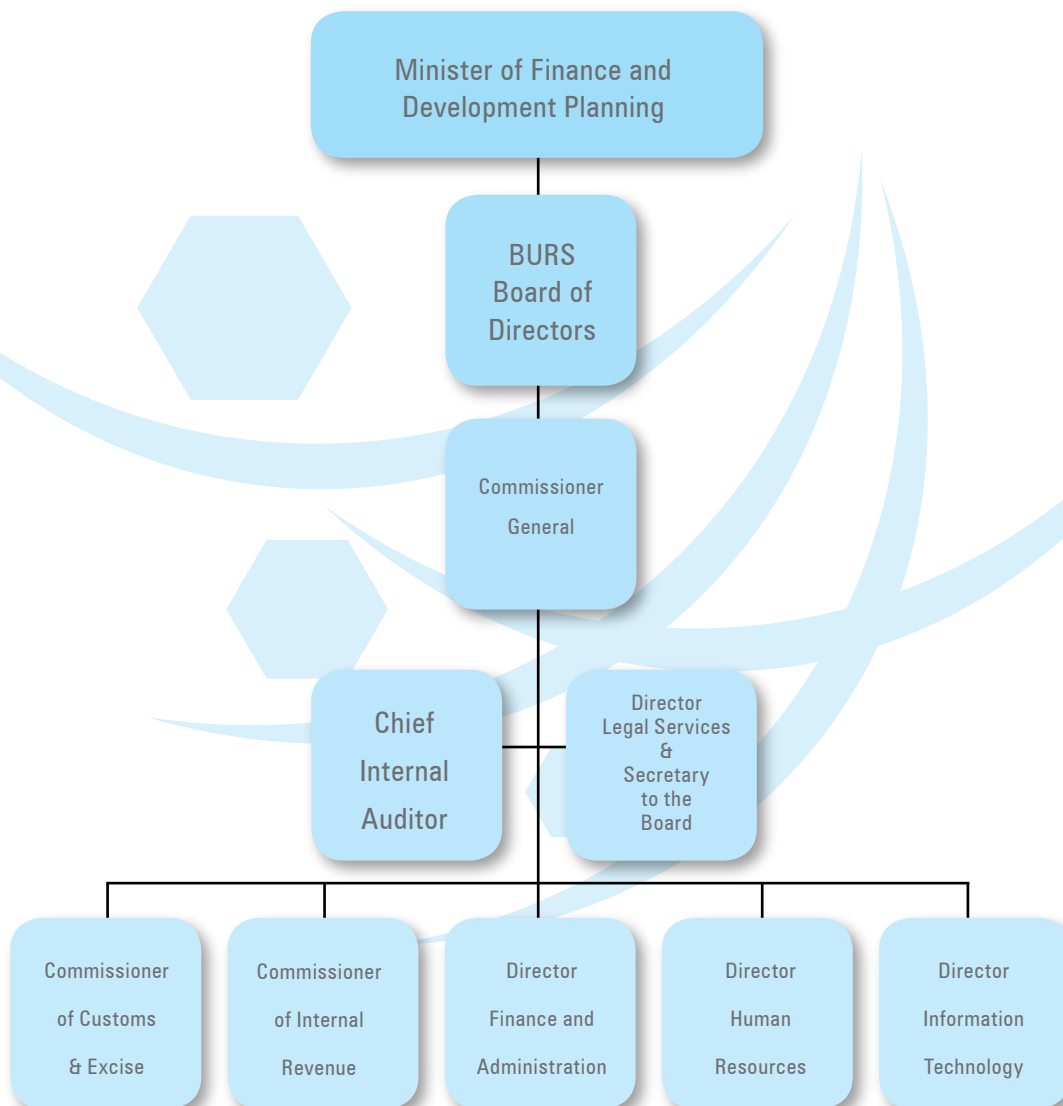 Minister of Finance and
Development Planning
BURS
Board of
Directors
Commissioner
General
Chief
Internal
Auditor
Director
Legal Services
&
Secretary
to the
Board
Commissioner
of Customs
& Excise
Commissioner
of Internal
Revenue
Director
Finance and
Administration
Director
Human
Resources
Director
Information
Technology